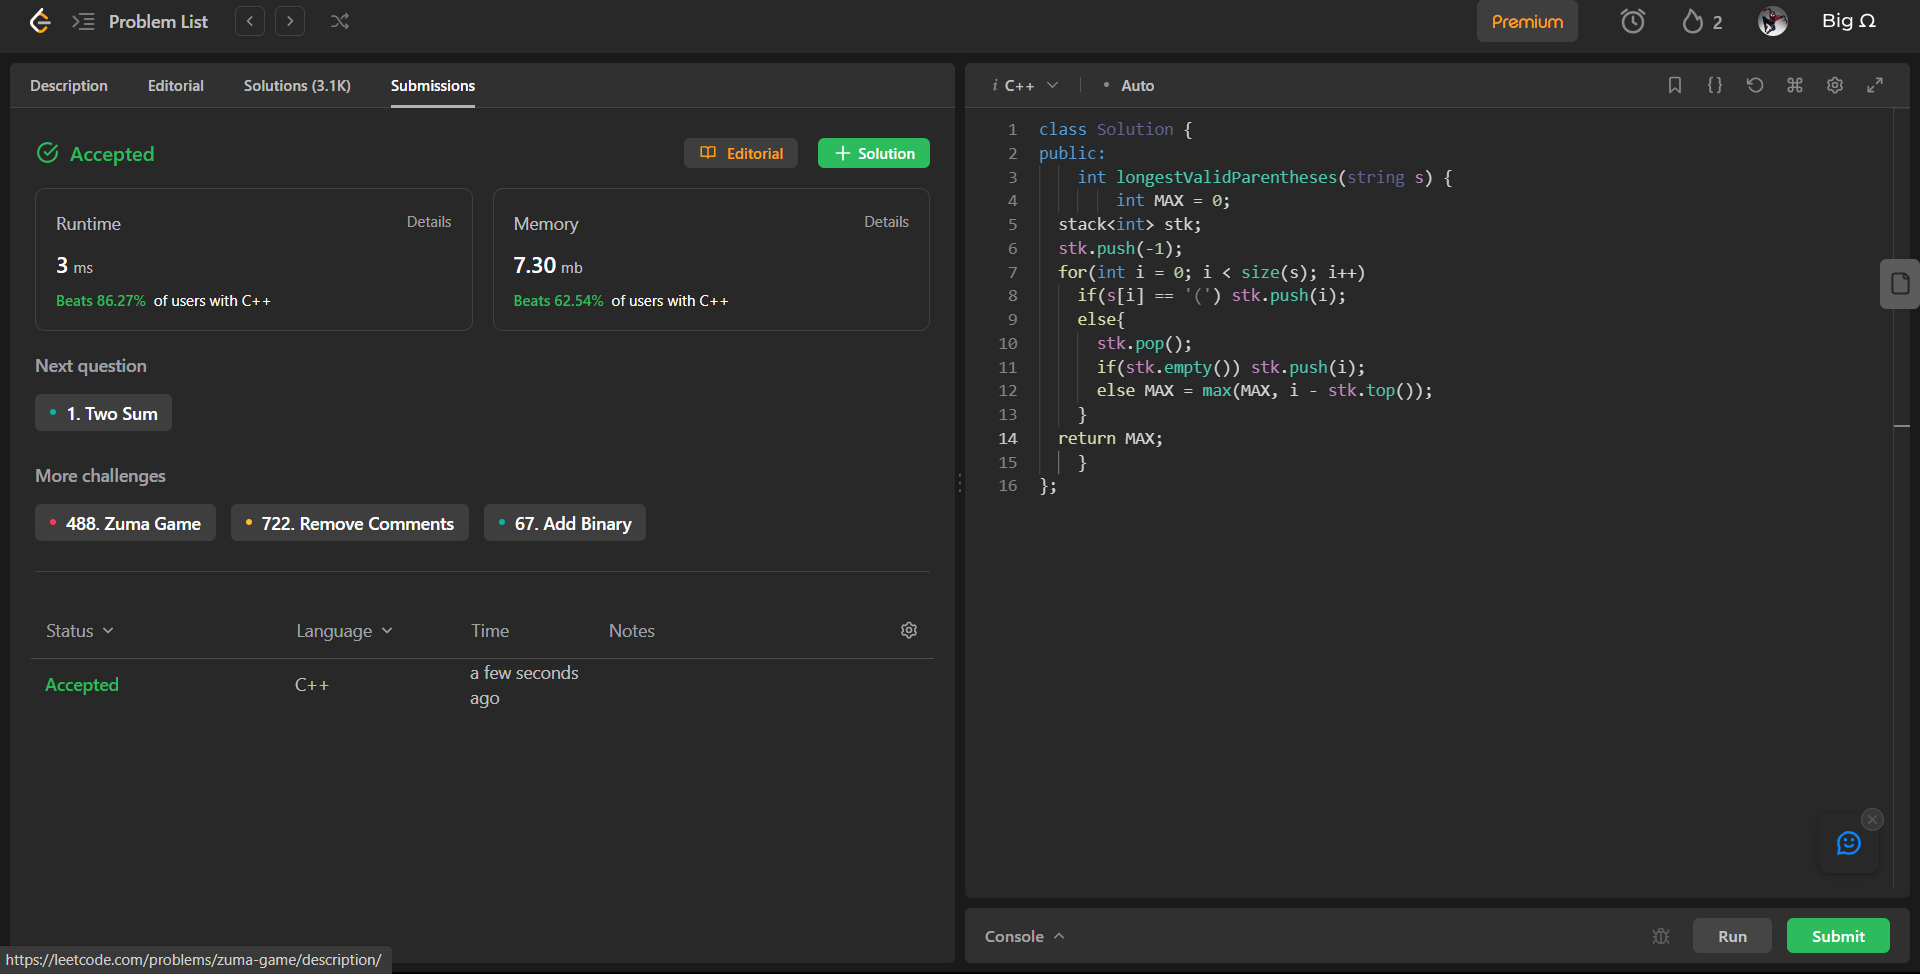 Problem List
Premium
2
Big Ω
Description Editorial Solutions (3.1K) Submissions
Accepted
Editorial
Solution
Runtime Details
3 ms
Beats 86.27% of users with C++
Memory Details
7.30 mb
Beats 62.54% of users with C++
Next question
1. Two Sum
More challenges
488. Zuma Game 722. Remove Comments 67. Add Binary
Status Language Time Notes
Accepted C++ a few seconds
ago
https://leetcode.com/problems/zuma-game/description/
i C++ • Auto
{}
1 class Solution {
2 public:
3 int longestValidParentheses(string s) {
4 int MAX = 0;
5 stack<int> stk;
6 stk.push(-1);
7 for(int i = 0; i < size(s); i++)
8 if(s[i] == '(') stk.push(i);
9 else{
10 stk.pop();
11 if(stk.empty()) stk.push(i);
12 else MAX = max(MAX, i - stk.top());
13 }
14 return MAX;
15 }
16 };
Console
Run
Submit